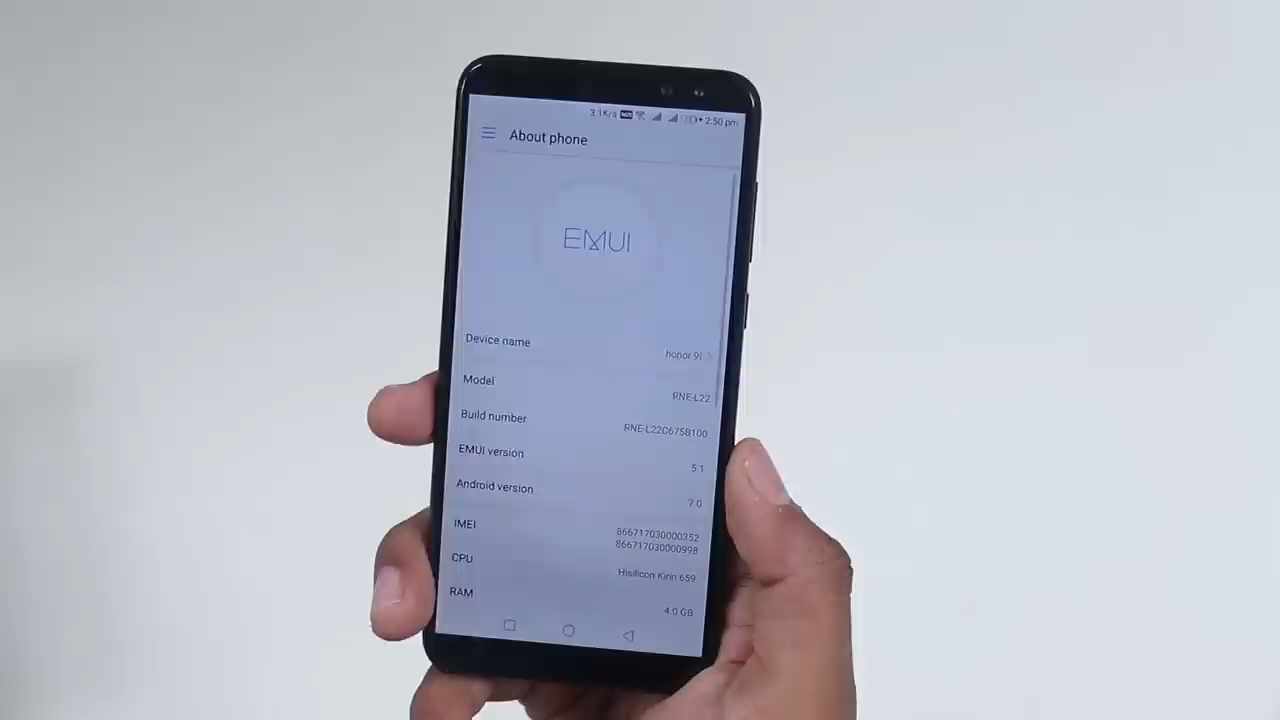 3.1K/s 2:50 pm
About phone
EMUI
Device name honor 9i
Model RNE-L22
Build number RNE-L22C675B100
EMUI version 5.1
Android version 7.0
IMEI 866717030000352
866717030000998
CPU Hisilicon Kirin 659
RAM 4.0 GB